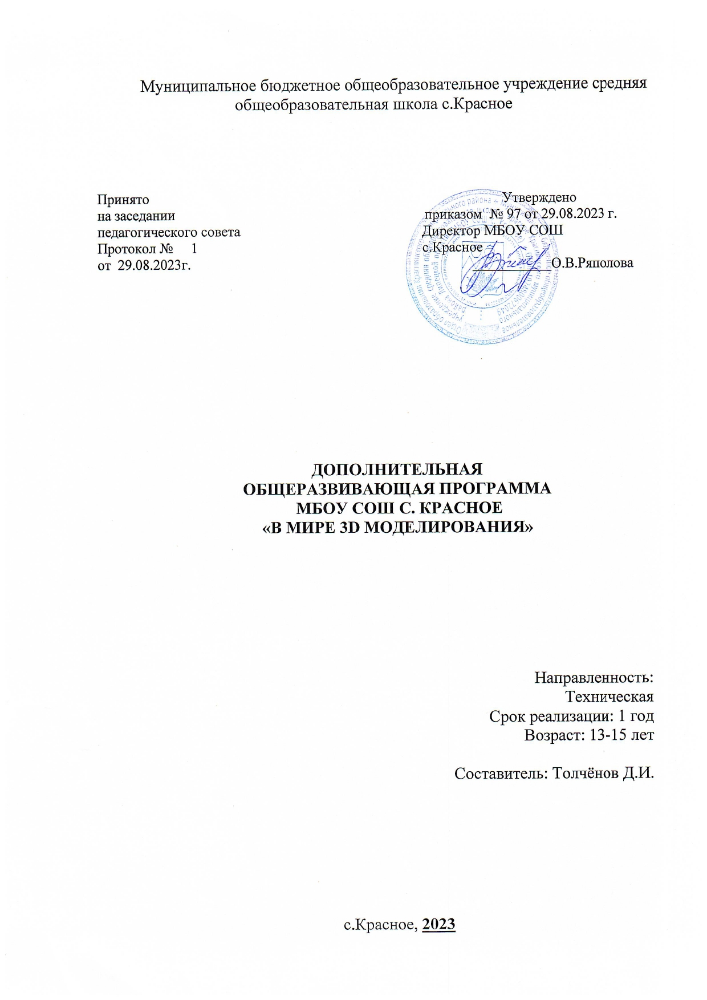 Муниципальное бюджетное общеобразовательное учреждение средняя
общеобразовательная школа с.Красное
Принято
на заседании
педагогического совета
Протокол № 1
от 29.08.2023г.
Утверждено
приказом № 97 от 29.08.2023 г.
Директор МБОУ СОШ
с.Красное
О.В.Ряполова
ДОПОЛНИТЕЛЬНАЯ
ОБЩЕРАЗВИВАЮЩАЯ ПРОГРАММА
МБОУ СОШ С. КРАСНОЕ
«В МИРЕ 3D МОДЕЛИРОВАНИЯ»
Направленность:
Техническая
Срок реализации: 1 год
Возраст: 13-15 лет
Составитель: Толчёнов Д.И.
с.Красное, 2023